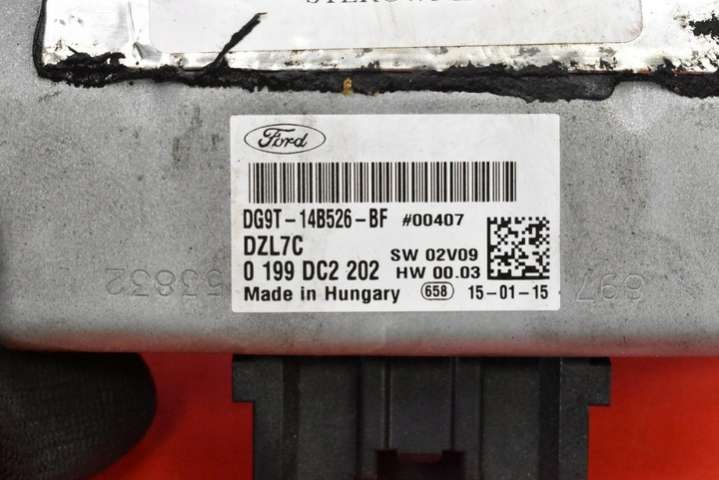 Ford
DG9T-14B526-BF #00407
DZL7C
SW 02V09
0 199 DC2 202 HW 00.03
Made in Hungary 658 15-01-15